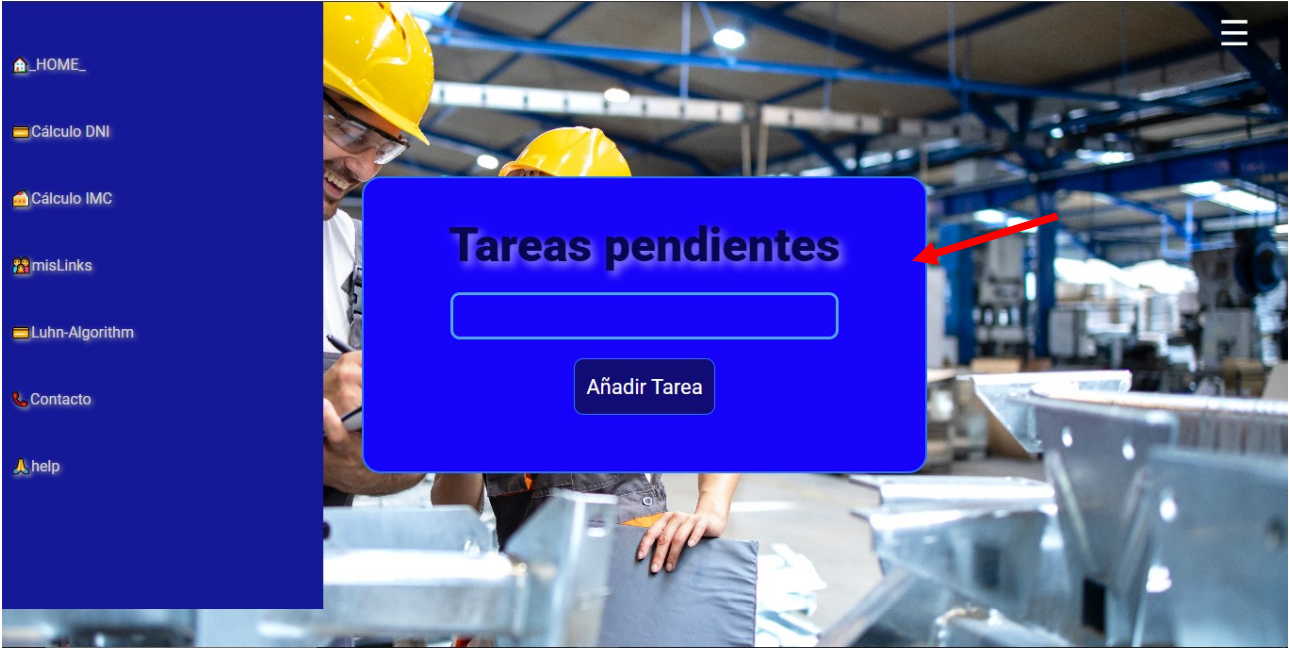 _HOME_
Cálculo DNI
Cálculo IMC
misLinks
Luhn-Algorithm
Contacto
help
Tareas pendientes
Añadir Tarea